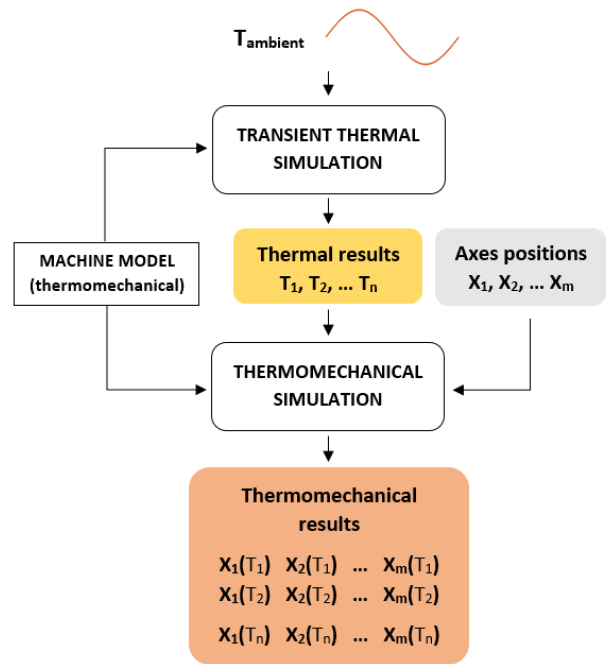 T_ambient
TRANSIENT THERMAL
SIMULATION
MACHINE MODEL
(thermomechanical)
Thermal results
T₁, T₂, ... Tₙ
Axes positions
X₁, X₂, ... Xₘ
THERMOMECHANICAL
SIMULATION
Thermomechanical
results
X₁(T₁) X₂(T₁) ... Xₘ(T₁)
X₁(T₂) X₂(T₂) ... Xₘ(T₂)
X₁(Tₙ) X₂(Tₙ) ... Xₘ(Tₙ)